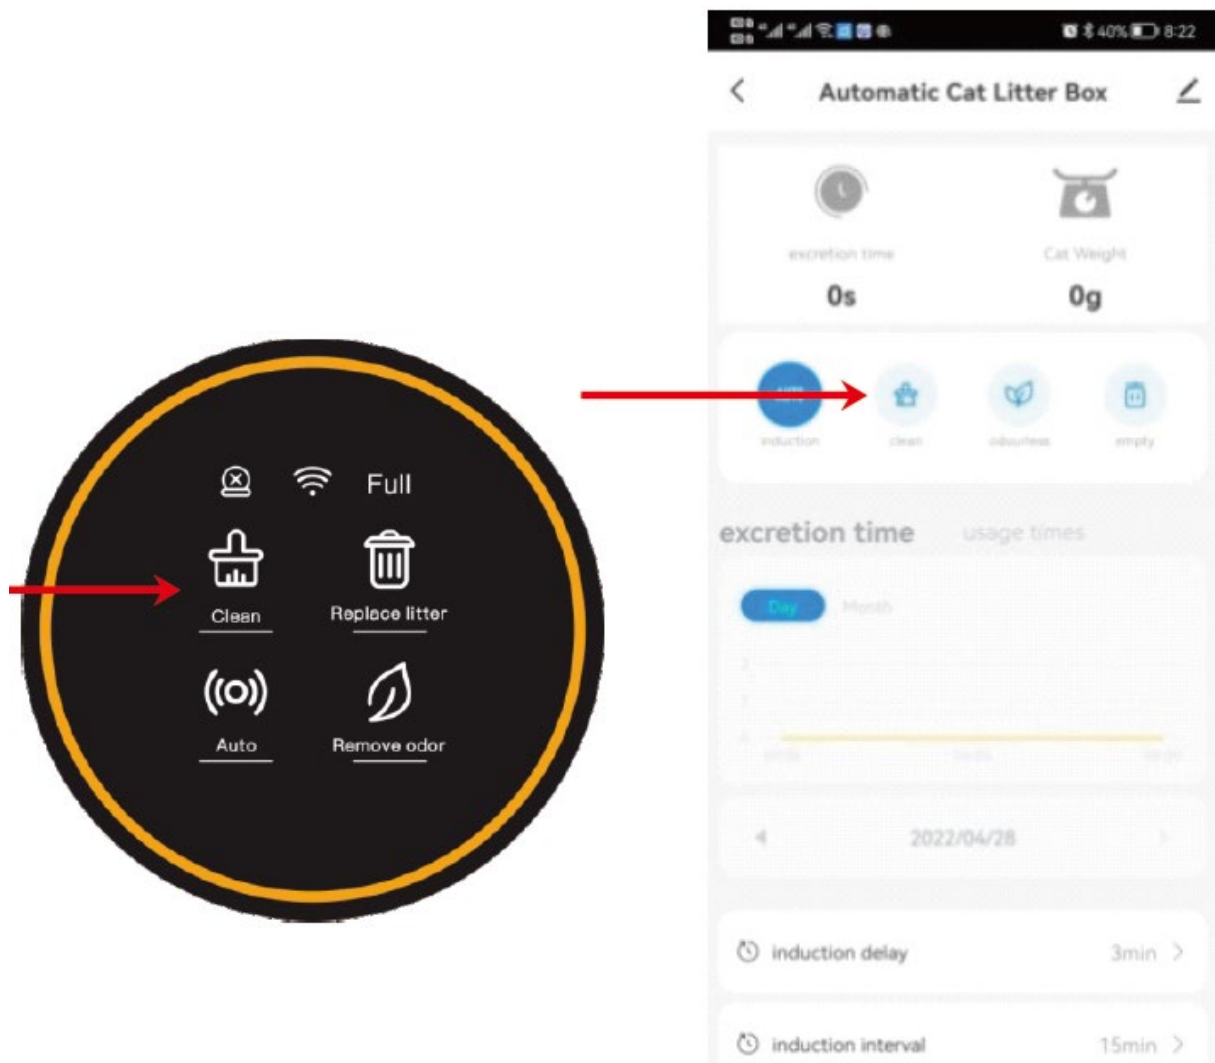 Full
Clean
Replace litter
Auto
Remove odor
40% 8:22
Automatic Cat Litter Box
excretion time
Cat Weight
0s
0g
induction
clean
odourless
empty
excretion time
usage times
Day
Month
2022/04/28
induction delay
3min
induction interval
15min